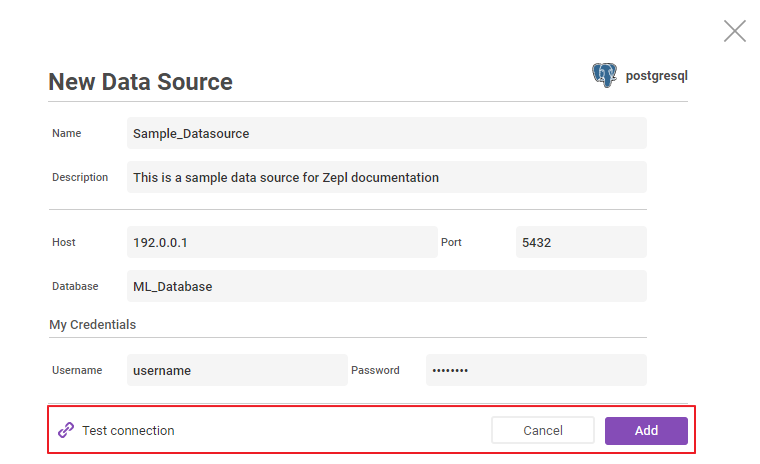 New Data Source
postgresql
Name Sample_Datasource
Description This is a sample data source for Zepl documentation
Host 192.0.0.1 Port 5432
Database ML_Database
My Credentials
Username username Password ••••••••
Test connection Cancel Add